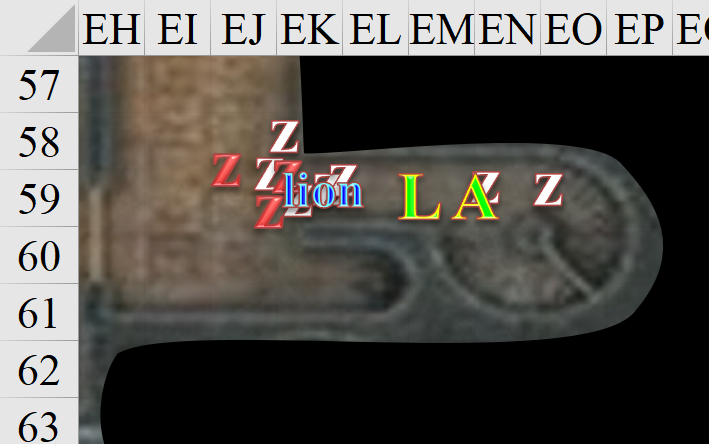 EH EI EJ EK EL EM EN EO EP
57
58 Z
59 Z Z Z Z Z lion L A Z Z
Z Z
60
61
62
63